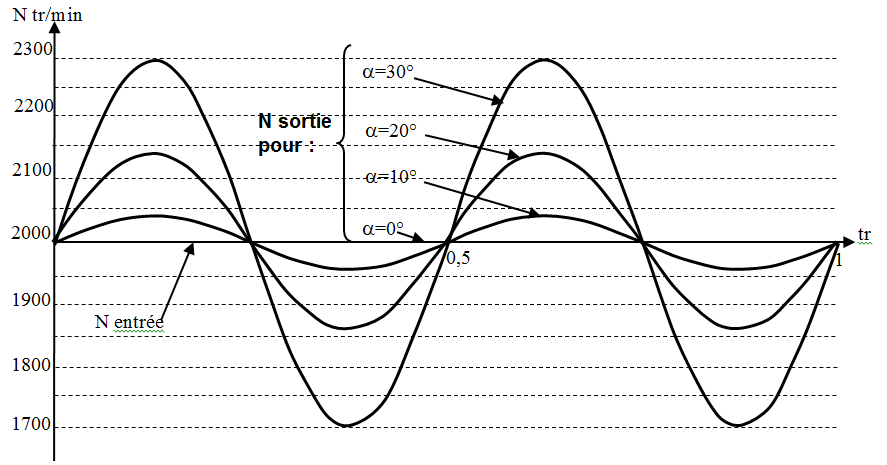 N tr/min
2300
2200
2100
2000
1900
1800
1700
N sortie
pour :
α=30°
α=20°
α=10°
α=0°
N entrée
0,5
1
tr